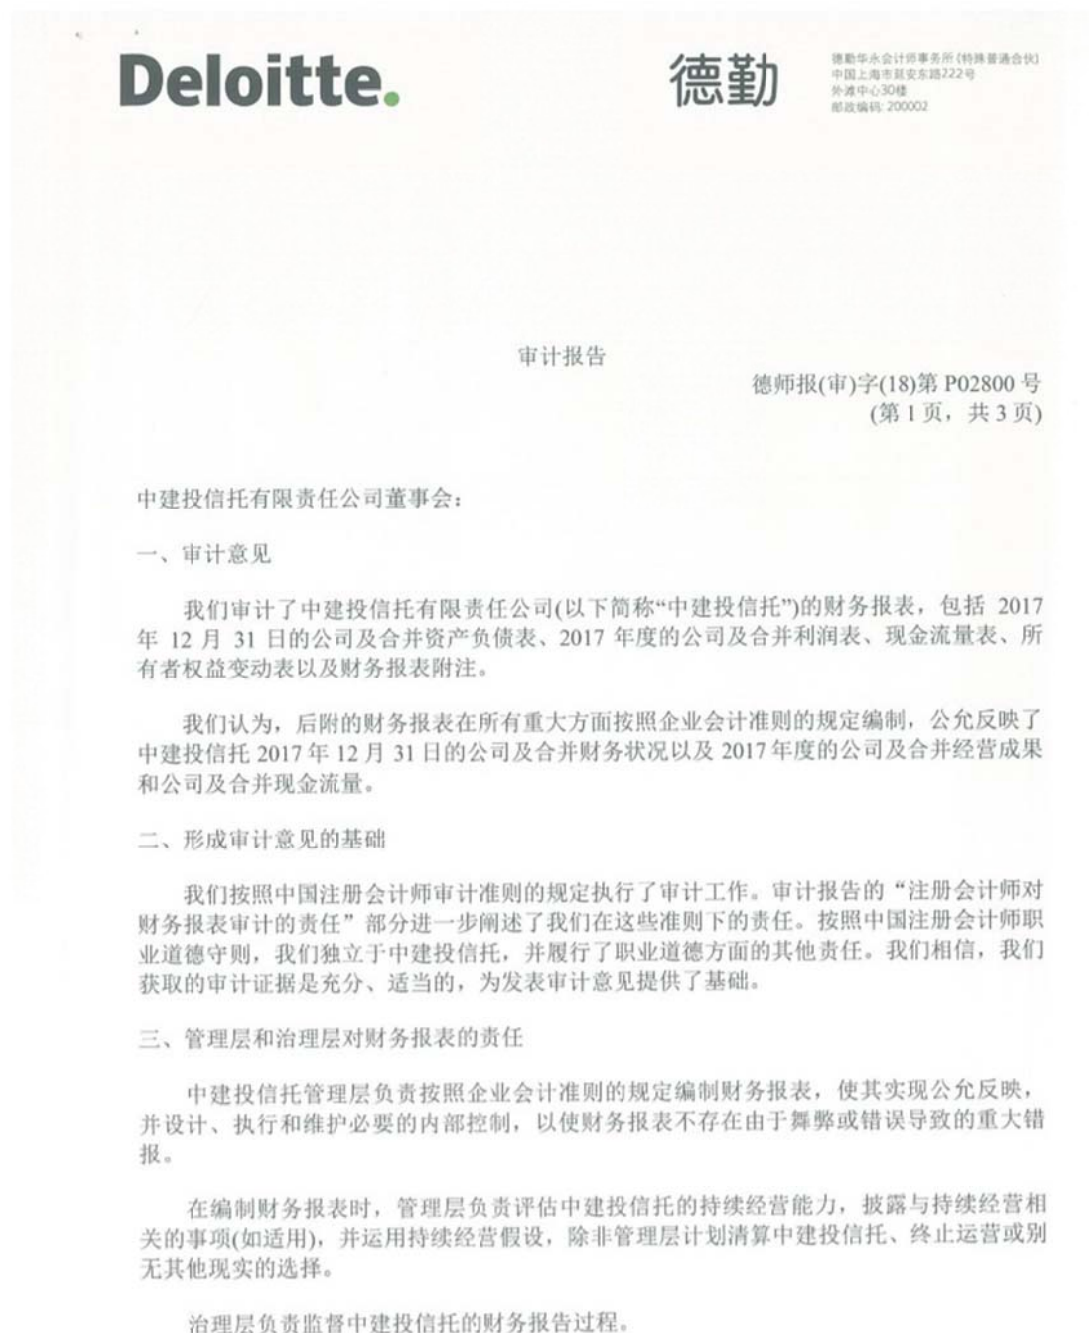 Deloitte.
德勤
德勤华永会计师事务所(特殊普通合伙)
中国上海市延安东路222号
外滩中心30楼
邮政编码: 200002
审计报告
德师报(审)字(18)第 P02800 号
(第 1 页，共 3 页)
中建投信托有限责任公司董事会：
一、审计意见
我们审计了中建投信托有限责任公司(以下简称“中建投信托”)的财务报表，包括 2017
年 12 月 31 日的公司及合并资产负债表、2017 年度的公司及合并利润表、现金流量表、所
有者权益变动表以及财务报表附注。
我们认为，后附的财务报表在所有重大方面按照企业会计准则的规定编制，公允反映了
中建投信托 2017 年 12 月 31 日的公司及合并财务状况以及 2017 年度的公司及合并经营成果
和公司及合并现金流量。
二、形成审计意见的基础
我们按照中国注册会计师审计准则的规定执行了审计工作。审计报告的“注册会计师对
财务报表审计的责任”部分进一步阐述了我们在这些准则下的责任。按照中国注册会计师职
业道德守则，我们独立于中建投信托，并履行了职业道德方面的其他责任。我们相信，我们
获取的审计证据是充分、适当的，为发表审计意见提供了基础。
三、管理层和治理层对财务报表的责任
中建投信托管理层负责按照企业会计准则的规定编制财务报表，使其实现公允反映，
并设计、执行和维护必要的内部控制，以使财务报表不存在由于舞弊或错误导致的重大错
报。
在编制财务报表时，管理层负责评估中建投信托的持续经营能力，披露与持续经营相
关的事项(如适用)，并运用持续经营假设，除非管理层计划清算中建投信托、终止运营或别
无其他现实的选择。
治理层负责监督中建投信托的财务报告过程。